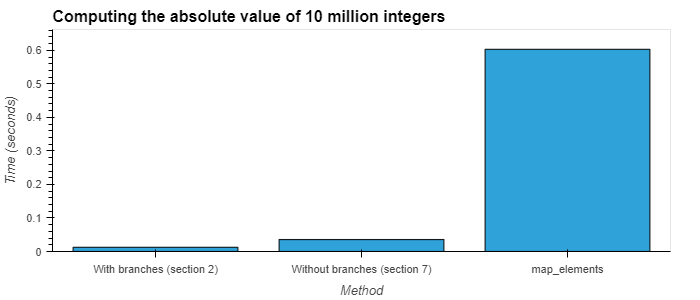 Computing the absolute value of 10 million integers
0.6
0.5
0.4
0.3
0.2
0.1
0
Time (seconds)
With branches (section 2)
Without branches (section 7)
map_elements
Method